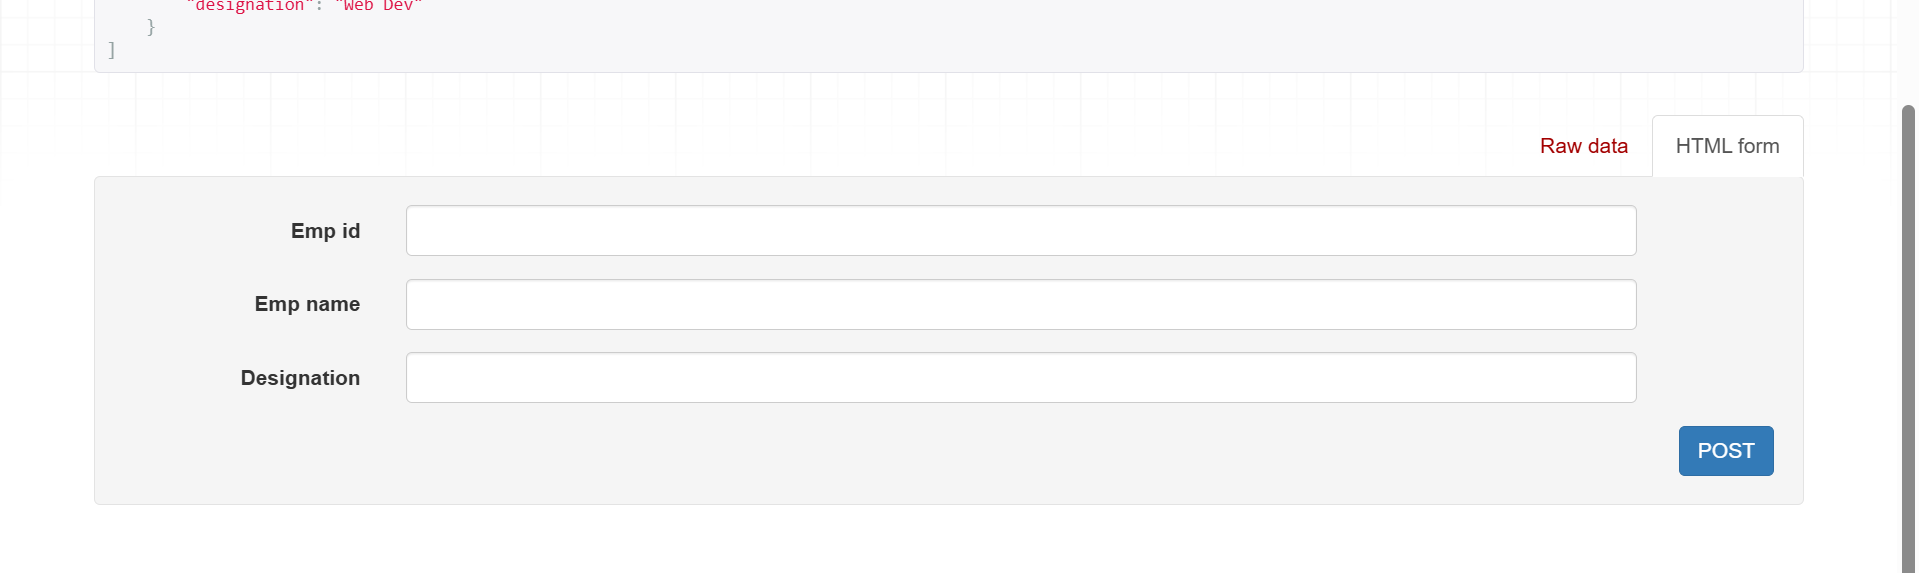 "designation": "Web Dev"
}
]
Raw data HTML form
Emp id
Emp name
Designation
POST